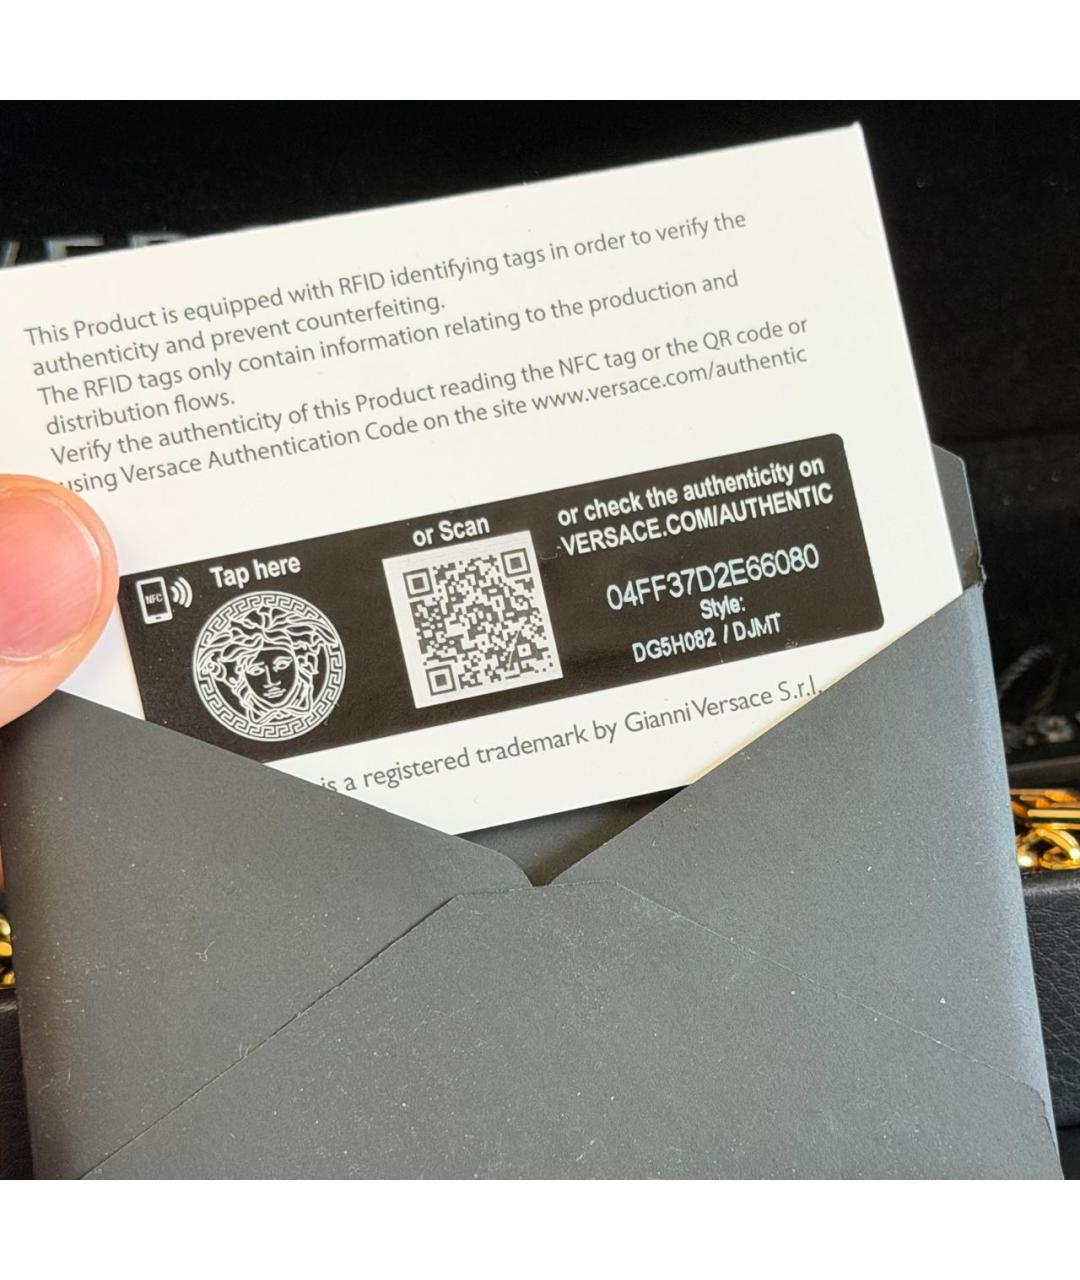 This Product is equipped with RFID identifying tags in order to verify the
authenticity and prevent counterfeiting.
The RFID tags only contain information relating to the production and
distribution flows.
Verify the authenticity of this Product reading the NFC tag or the QR code or
using Versace Authentication Code on the site www.versace.com/authentic
NFC
Tap here
or Scan
or check the authenticity on
VERSACE.COM/AUTHENTIC
04FF37D2E66080
Style:
DG5H082 / DJMT
is a registered trademark by Gianni Versace S.r.l.